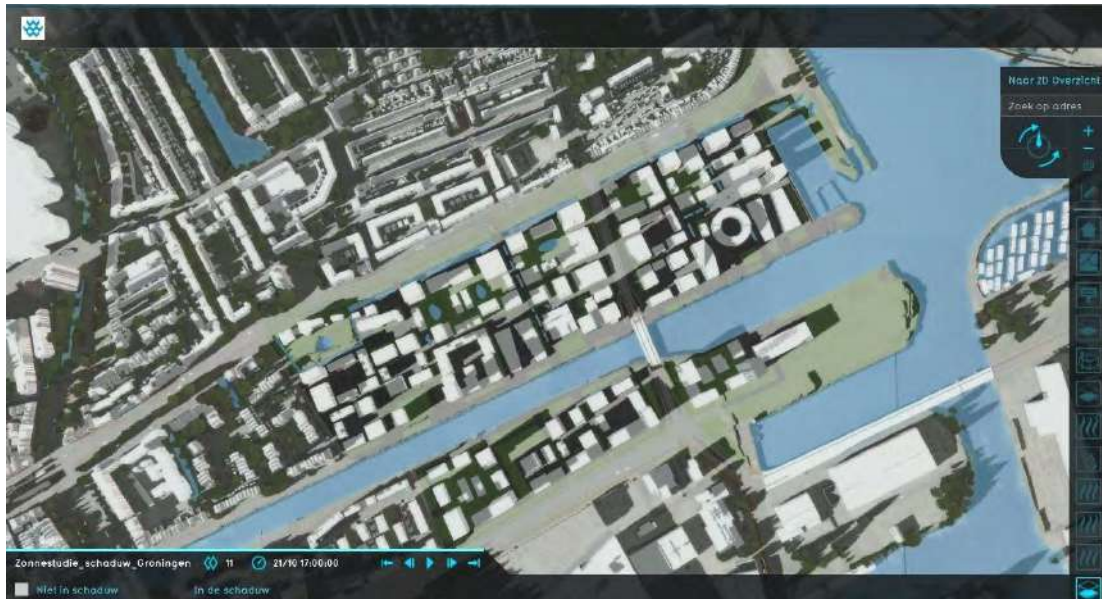 Naar 2D Overzicht
Zoek op adres
Zonnestudie_schaduw_Groningen 11 21/10 17:00:00
Niet in schaduw In de schaduw